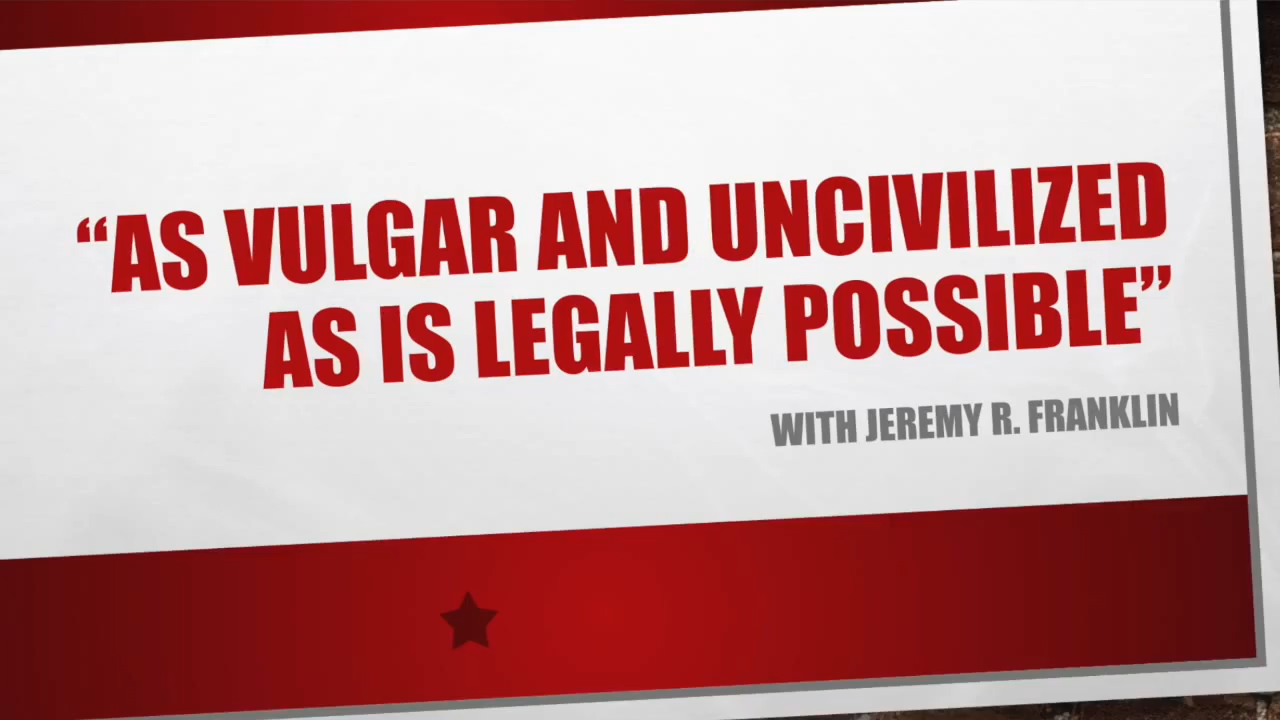 “AS VULGAR AND UNCIVILIZED
AS IS LEGALLY POSSIBLE”
WITH JEREMY R. FRANKLIN